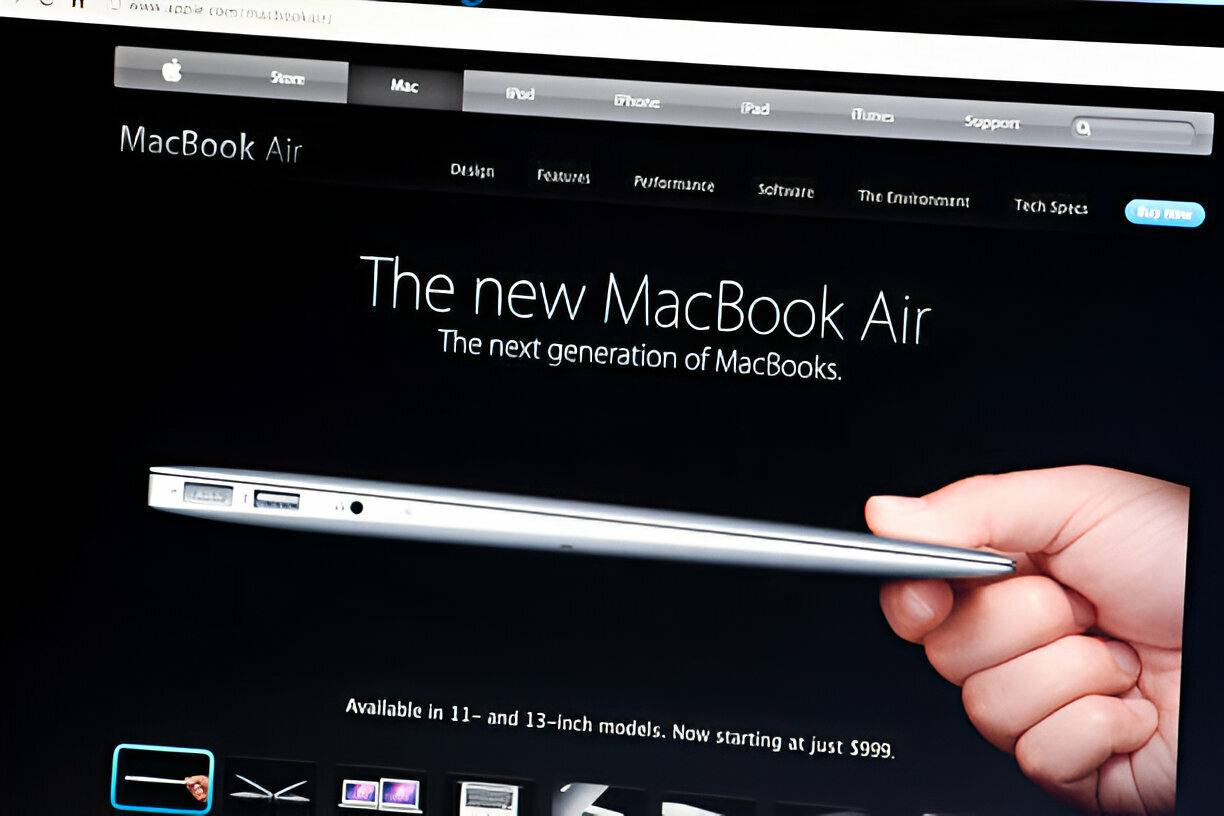 Store Mac iPod iPhone iPad iTunes Support
MacBook Air
Design Features Performance Software The Environment Tech Specs Buy now
The new MacBook Air
The next generation of MacBooks.
Available in 11- and 13-inch models. Now starting at just $999.